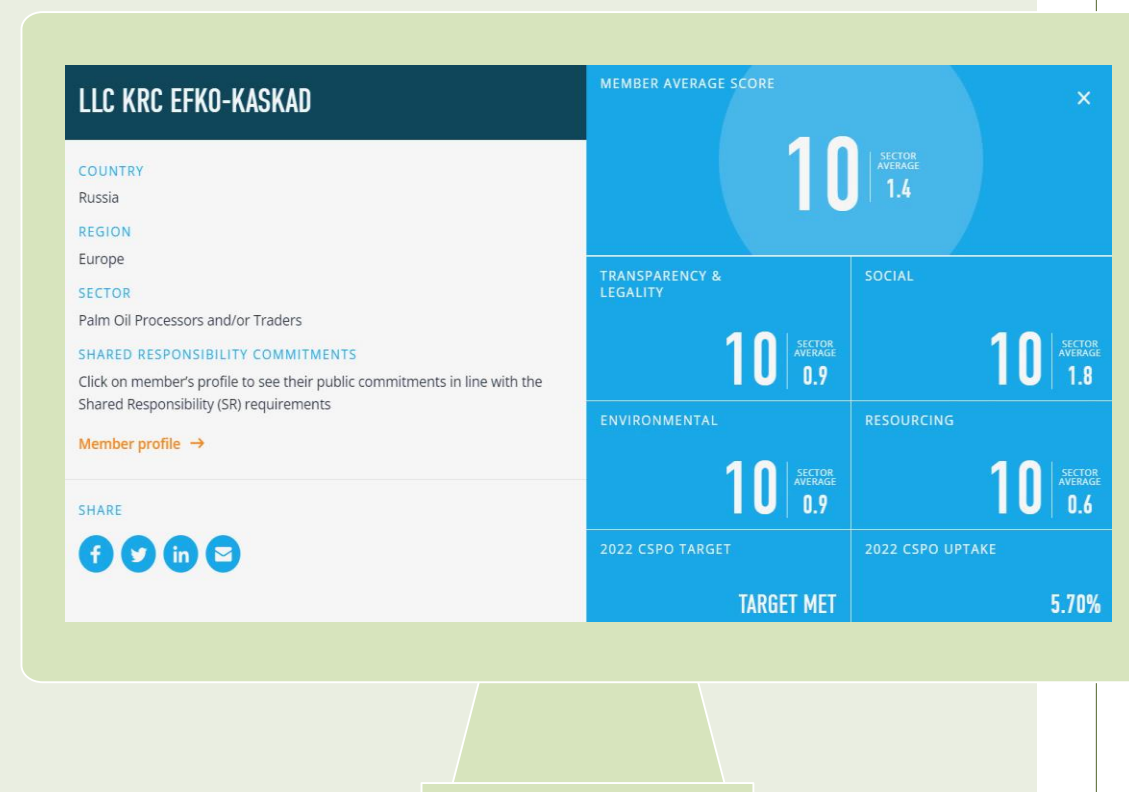 LLC KRC EFKO-KASKAD
COUNTRY
Russia
REGION
Europe
SECTOR
Palm Oil Processors and/or Traders
SHARED RESPONSIBILITY COMMITMENTS
Click on member's profile to see their public commitments in line with the
Shared Responsibility (SR) requirements
Member profile →
SHARE
MEMBER AVERAGE SCORE
10
SECTOR
AVERAGE
1.4
TRANSPARENCY &
LEGALITY
10
SECTOR
AVERAGE
0.9
SOCIAL
10
SECTOR
AVERAGE
1.8
ENVIRONMENTAL
10
SECTOR
AVERAGE
0.9
RESOURCING
10
SECTOR
AVERAGE
0.6
2022 CSPO TARGET
TARGET MET
2022 CSPO UPTAKE
5.70%